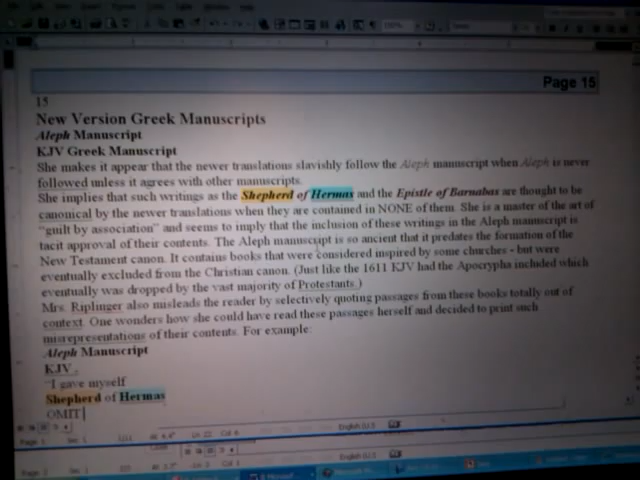 Page 15
15
New Version Greek Manuscripts
Aleph Manuscript
KJV Greek Manuscript
She makes it appear that the newer translations slavishly follow the Aleph manuscript when Aleph is never
followed unless it agrees with other manuscripts.
She implies that such writings as the Shepherd of Hermas and the Epistle of Barnabas are thought to be
canonical by the newer translations when they are contained in NONE of them. She is a master of the art of
"guilt by association" and seems to imply that the inclusion of these writings in the Aleph manuscript is
tacit approval of their contents. The Aleph manuscript is so ancient that it predates the formation of the
New Testament canon. It contains books that were considered inspired by some churches - but were
eventually excluded from the Christian canon. (Just like the 1611 KJV had the Apocrypha included which
eventually was dropped by the vast majority of Protestants.)
Mrs. Riplinger also misleads the reader by selectively quoting passages from these books totally out of
context. One wonders how she could have read these passages herself and decided to print such
misrepresentations of their contents. For example:
Aleph Manuscript
KJV
"I gave myself
Shepherd of Hermas
OMIT
English (U.S
English (U.S